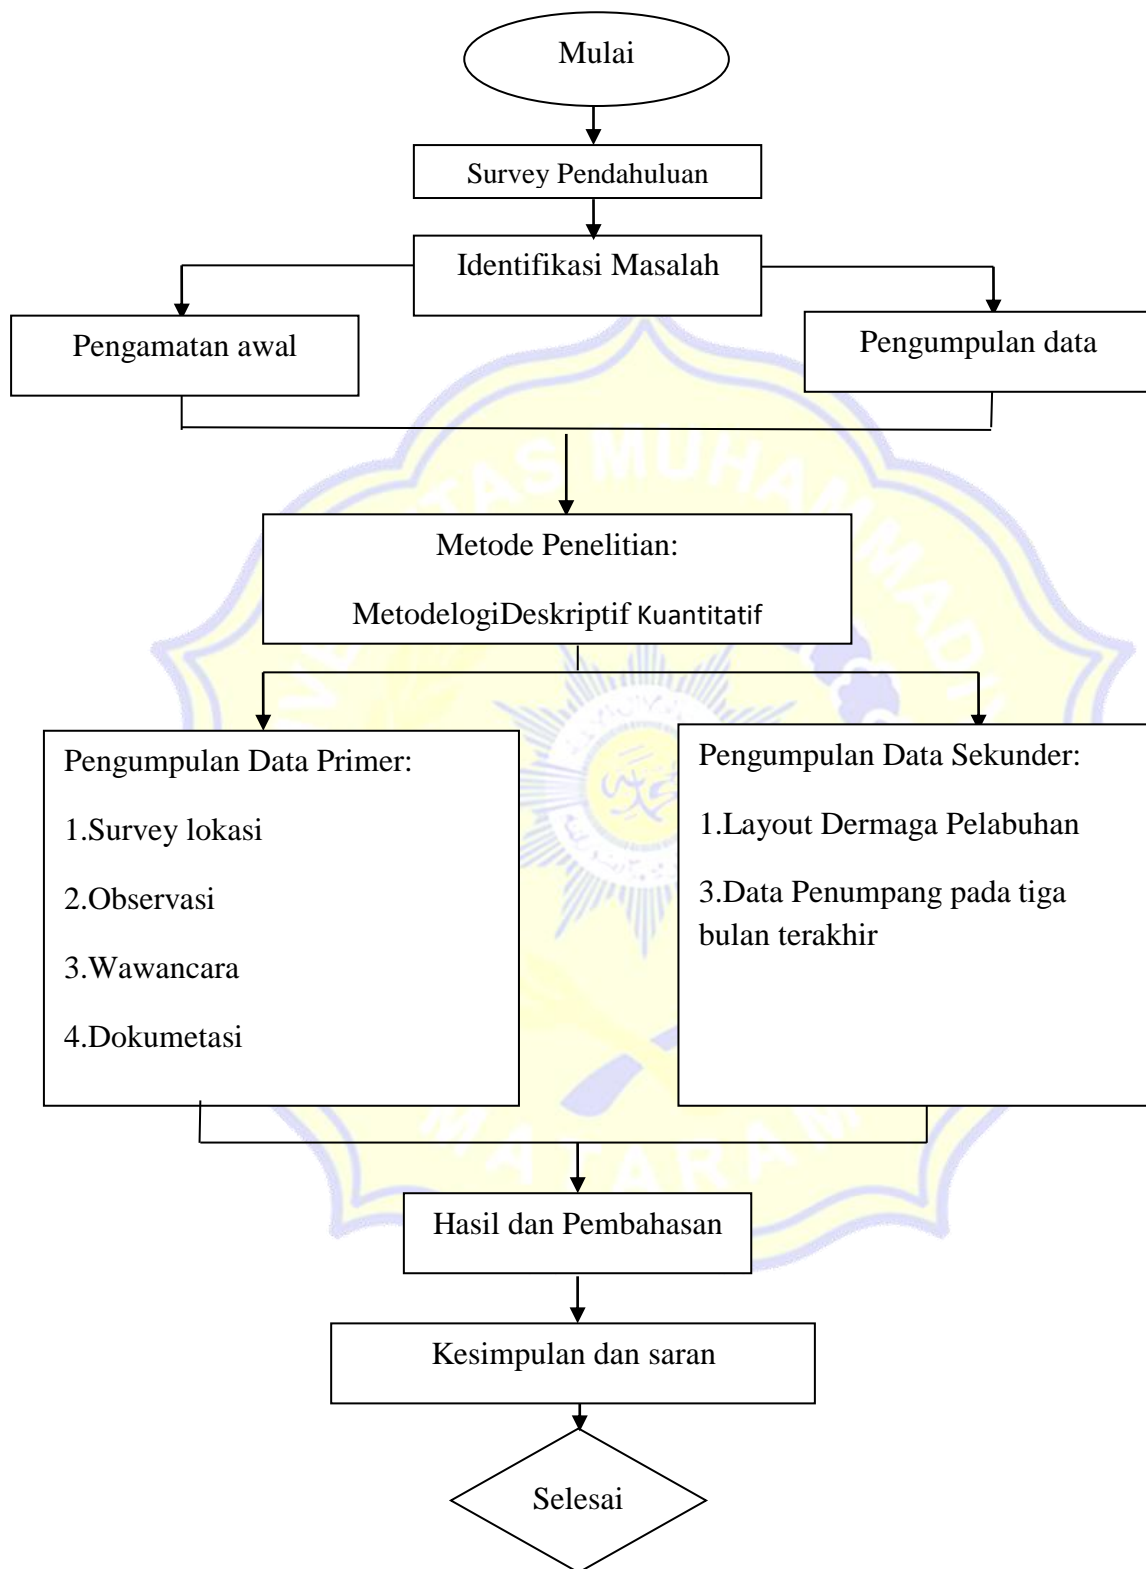 Mulai
Survey Pendahuluan
Identifikasi Masalah
Pengamatan awal
Pengumpulan data
Metode Penelitian:
MetodelogiDeskriptif Kuantitatif
Pengumpulan Data Primer:
1.Survey lokasi
2.Observasi
3.Wawancara
4.Dokumetasi
Pengumpulan Data Sekunder:
1.Layout Dermaga Pelabuhan
3.Data Penumpang pada tiga
bulan terakhir
Hasil dan Pembahasan
Kesimpulan dan saran
Selesai
MATARAM